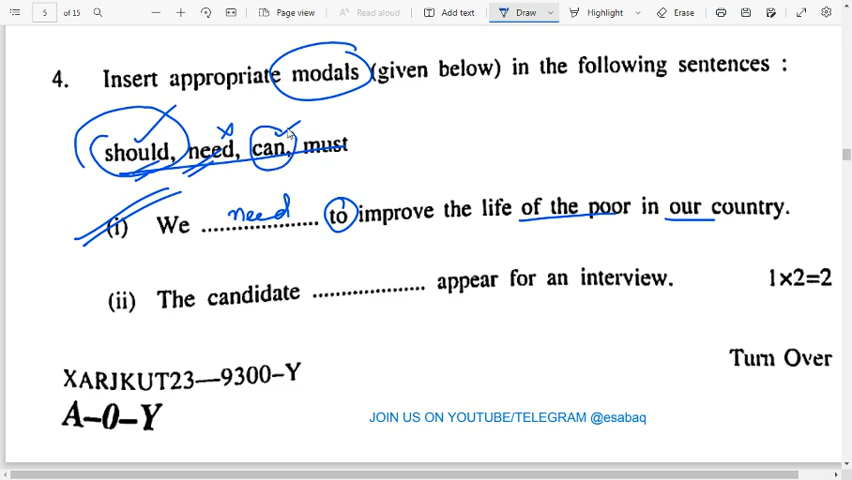 5 of 15
Page view
Read aloud
Add text
Draw
Highlight
Erase
4. Insert appropriate modals (given below) in the following sentences :
should, need, can, must
(i) We need to improve the life of the poor in our country.
(ii) The candidate .................... appear for an interview. 1×2=2
XARJKUT23—9300-Y
Turn Over
A-0-Y
JOIN US ON YOUTUBE/TELEGRAM @esabaq